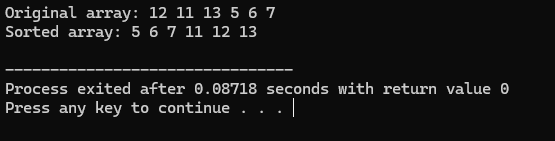 Original array: 12 11 13 5 6 7
Sorted array: 5 6 7 11 12 13
--------------------------------
Process exited after 0.08718 seconds with return value 0
Press any key to continue . . .